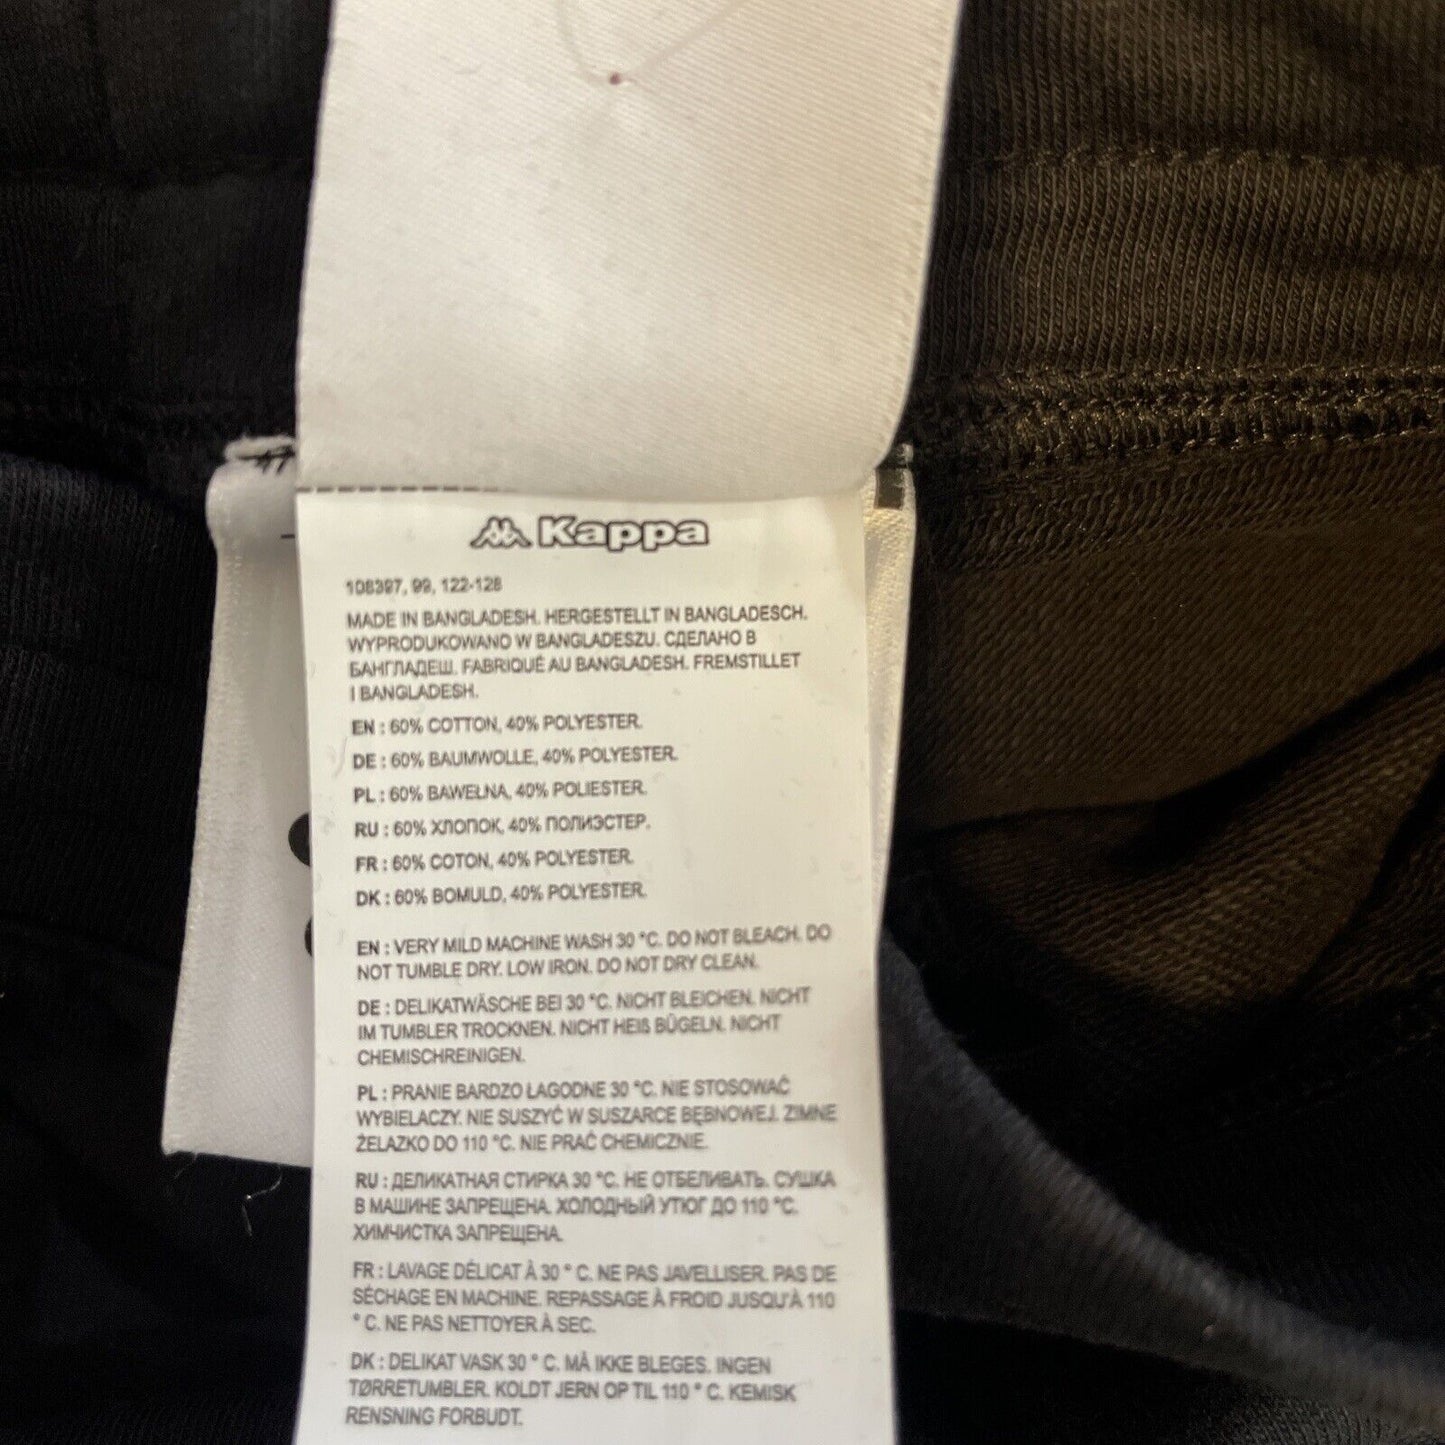 Kappa
108397, 99, 122-128
MADE IN BANGLADESH. HERGESTELLT IN BANGLADESCH.
WYPRODUKOWANO W BANGLADESZU. СДЕЛАНО В
БАНГЛАДЕШ. FABRIQUÉ AU BANGLADESH. FREMSTILLET
I BANGLADESH.
EN : 60% COTTON, 40% POLYESTER.
DE : 60% BAUMWOLLE, 40% POLYESTER.
PL : 60% BAWEŁNA, 40% POLIESTER.
RU : 60% ХЛОПОК, 40% ПОЛИЭСТЕР.
FR : 60% COTON, 40% POLYESTER.
DK : 60% BOMULD, 40% POLYESTER.
EN : VERY MILD MACHINE WASH 30 °C. DO NOT BLEACH. DO
NOT TUMBLE DRY. LOW IRON. DO NOT DRY CLEAN.
DE : DELIKATWÄSCHE BEI 30 °C. NICHT BLEICHEN. NICHT
IM TUMBLER TROCKNEN. NICHT HEIß BÜGELN. NICHT
CHEMISCHREINIGEN.
PL : PRANIE BARDZO ŁAGODNE 30 °C. NIE STOSOWAĆ
WYBIELACZY. NIE SUSZYĆ W SUSZARCE BĘBNOWEJ. ZIMNE
ŻELAZKO DO 110 °C. NIE PRAĆ CHEMICZNIE.
RU : ДЕЛИКАТНАЯ СТИРКА 30 °C. НЕ ОТБЕЛИВАТЬ. СУШКА
В МАШИНЕ ЗАПРЕЩЕНА. ХОЛОДНЫЙ УТЮГ ДО 110 °C.
ХИМЧИСТКА ЗАПРЕЩЕНА.
FR : LAVAGE DÉLICAT À 30 ° C. NE PAS JAVELLISER. PAS DE
SÉCHAGE EN MACHINE. REPASSAGE À FROID JUSQU'À 110
° C. NE PAS NETTOYER À SEC.
DK : DELIKAT VASK 30 ° C. MÅ IKKE BLEGES. INGEN
TØRRETUMBLER. KOLDT JERN OP TIL 110 ° C. KEMISK
RENSNING FORBUDT.